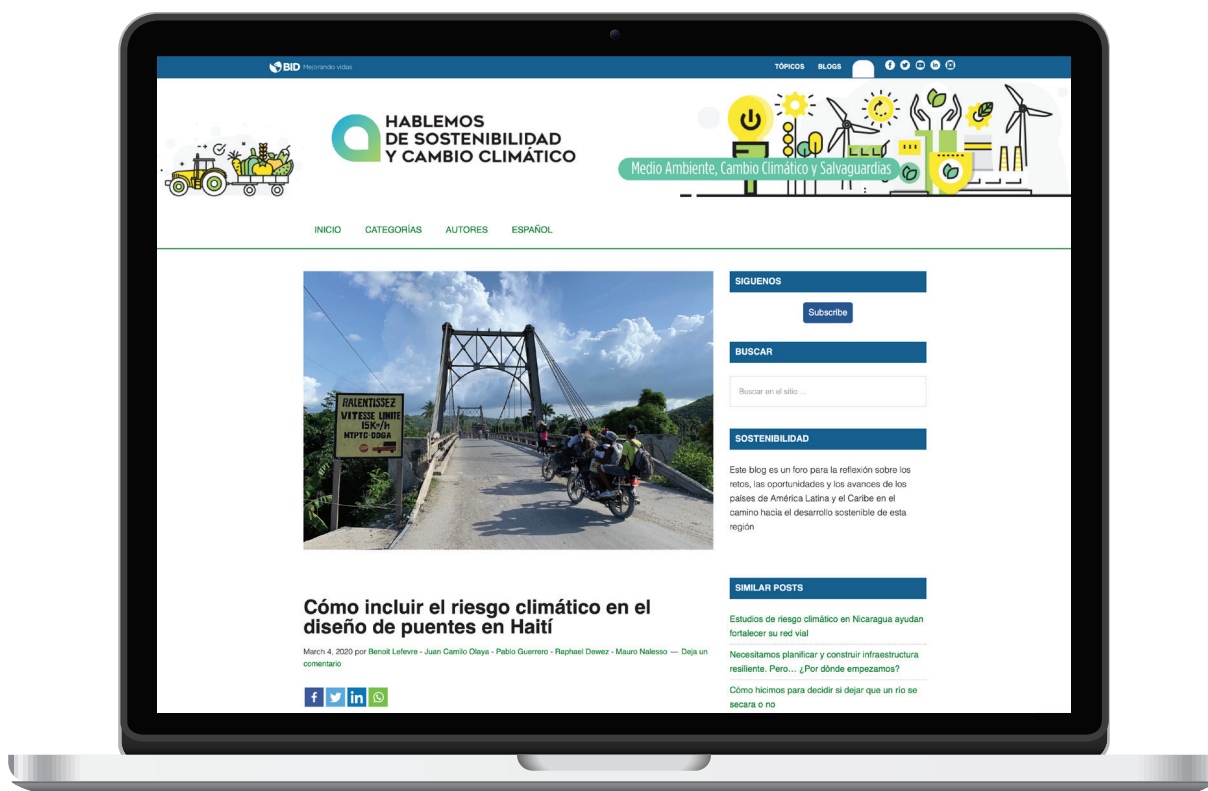 BID Mejorando vidas
TÓPICOS BLOGS
HABLEMOS
DE SOSTENIBILIDAD
Y CAMBIO CLIMÁTICO
Medio Ambiente, Cambio Climático y Salvaguardias
INICIO CATEGORÍAS AUTORES ESPAÑOL
RALENTISSEZ
VITESSE LIMITE
15K-/h
MTPTC-DDGA
Cómo incluir el riesgo climático en el
diseño de puentes en Haití
March 4, 2020 por Benoit Lefevre - Juan Camilo Olaya - Pablo Guerrero - Raphael Dewez - Mauro Nalesso — Deja un
comentario
SIGUENOS
Subscribe
BUSCAR
Buscar en el sitio ...
SOSTENIBILIDAD
Este blog es un foro para la reflexión sobre los
retos, las oportunidades y los avances de los
países de América Latina y el Caribe en el
camino hacia el desarrollo sostenible de esta
región
SIMILAR POSTS
Estudios de riesgo climático en Nicaragua ayudan
fortalecer su red vial
Necesitamos planificar y construir infraestructura
resiliente. Pero… ¿Por dónde empezamos?
Cómo hicimos para decidir si dejar que un río se
secara o no